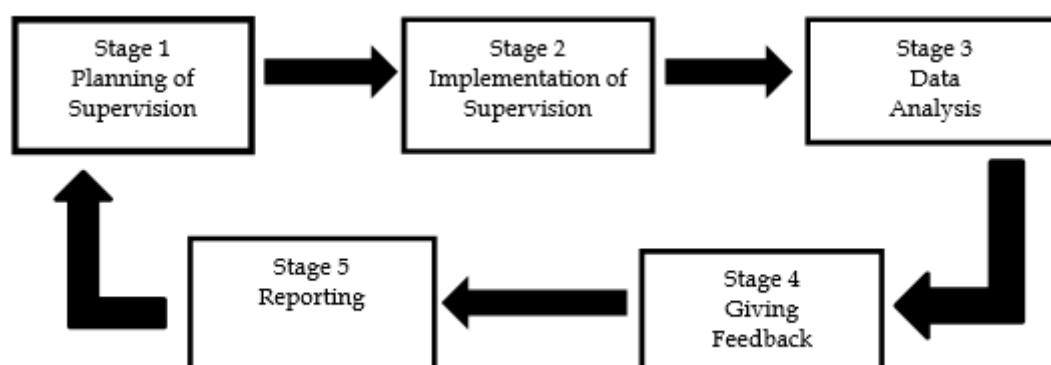 Stage 1
Planning of
Supervision
Stage 2
Implementation of
Supervision
Stage 3
Data
Analysis
Stage 4
Giving
Feedback
Stage 5
Reporting